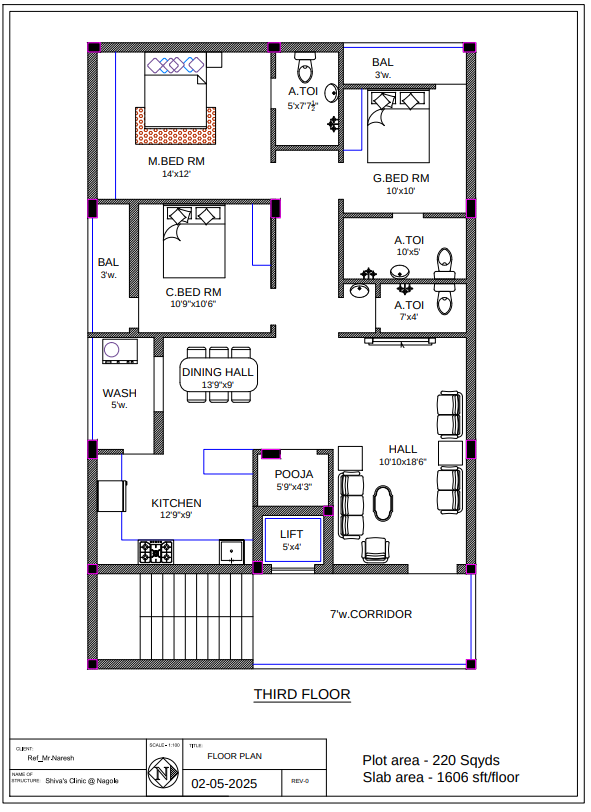 BAL
3'w.
A.TOI
5'x7'7½"
M.BED RM
14'x12'
G.BED RM
10'x10'
A.TOI
10'x5'
BAL
3'w.
C.BED RM
10'9"x10'6"
A.TOI
7'x4'
DINING HALL
13'9"x9'
WASH
5'w.
HALL
10'10x18'6"
POOJA
5'9"x4'3"
KITCHEN
12'9"x9'
LIFT
5'x4'
7'w.CORRIDOR
THIRD FLOOR
CLIENT:
Ref_Mr.Naresh
SCALE - 1:100
TITLE:
FLOOR PLAN
NAME OF
STRUCTURE: Shiva's Clinic @ Nagole
N
02-05-2025
REV-0
Plot area - 220 Sqyds
Slab area - 1606 sft/floor